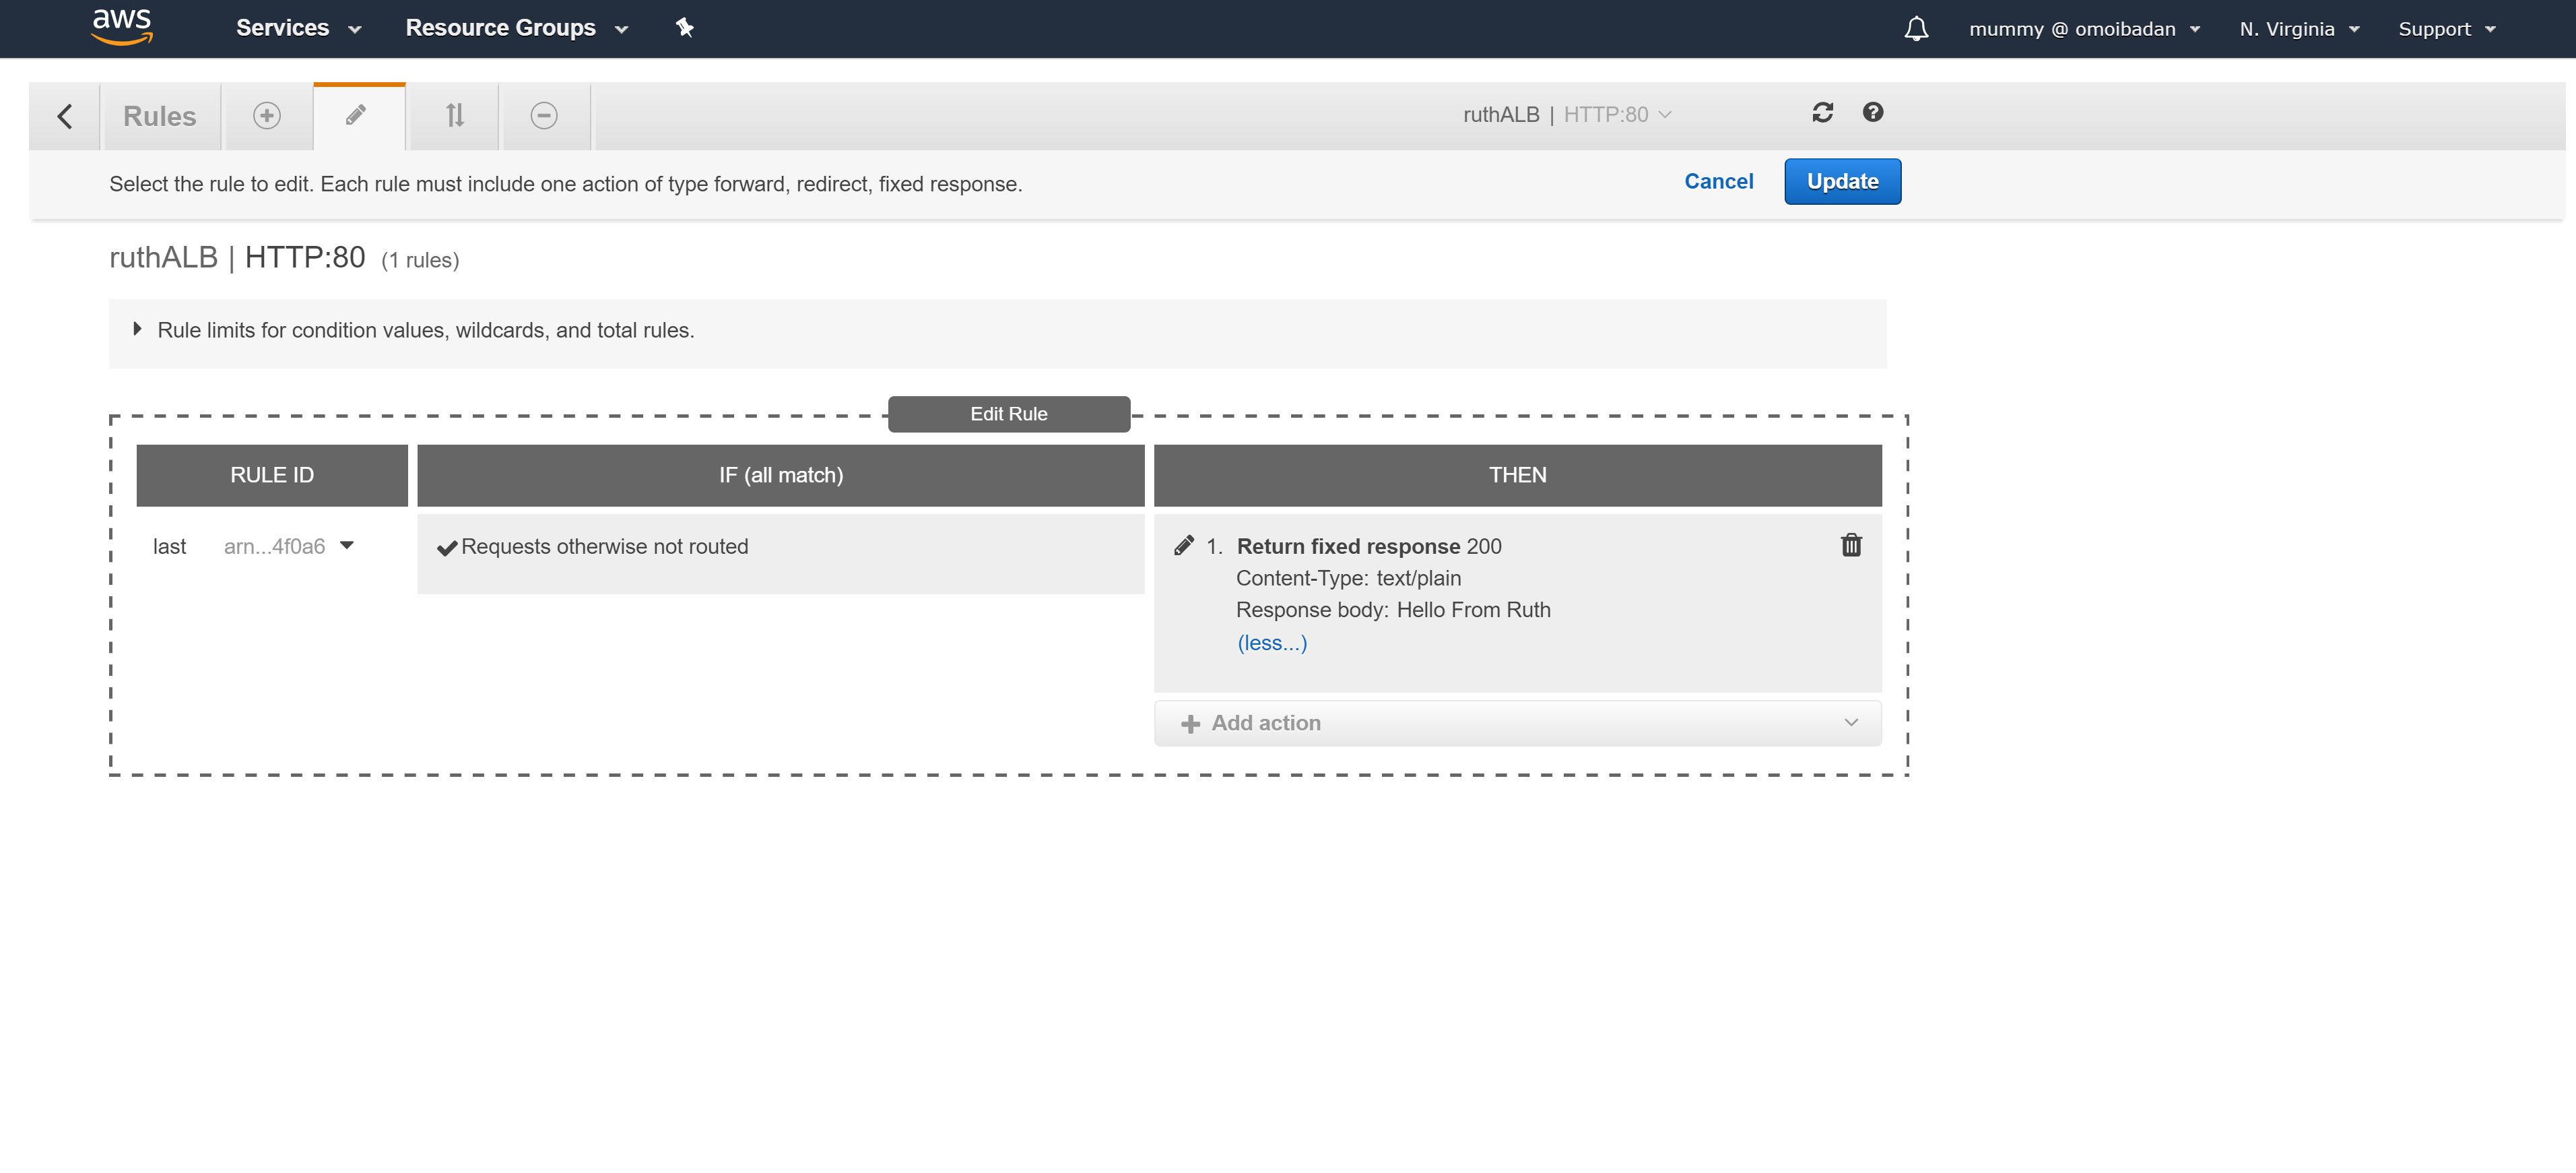 aws Services Resource Groups mummy @ omoibadan N. Virginia Support
Rules ruthALB | HTTP:80
Select the rule to edit. Each rule must include one action of type forward, redirect, fixed response. Cancel Update
ruthALB | HTTP:80 (1 rules)
Rule limits for condition values, wildcards, and total rules.
Edit Rule
RULE ID IF (all match) THEN
last arn...4f0a6 Requests otherwise not routed 1. Return fixed response 200
Content-Type: text/plain
Response body: Hello From Ruth
(less...)
Add action